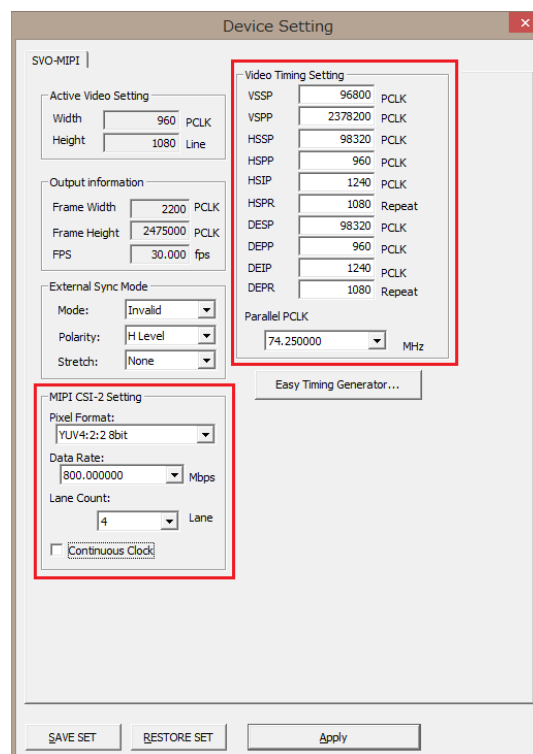 Device Setting
x
SVO-MIPI
Active Video Setting
Width 960 PCLK
Height 1080 Line
Output information
Frame Width 2200 PCLK
Frame Height 2475000 PCLK
FPS 30.000 fps
External Sync Mode
Mode: Invalid
Polarity: H Level
Stretch: None
MIPI CSI-2 Setting
Pixel Format:
YUV4:2:2 8bit
Data Rate:
800.000000 Mbps
Lane Count:
4 Lane
Continuous Clock
Video Timing Setting
VSSP 96800 PCLK
VSPP 2378200 PCLK
HSSP 98320 PCLK
HSPP 960 PCLK
HSIP 1240 PCLK
HSPR 1080 Repeat
DESP 98320 PCLK
DEPP 960 PCLK
DEIP 1240 PCLK
DEPR 1080 Repeat
Parallel PCLK
74.250000 MHz
Easy Timing Generator...
SAVE SET RESTORE SET Apply